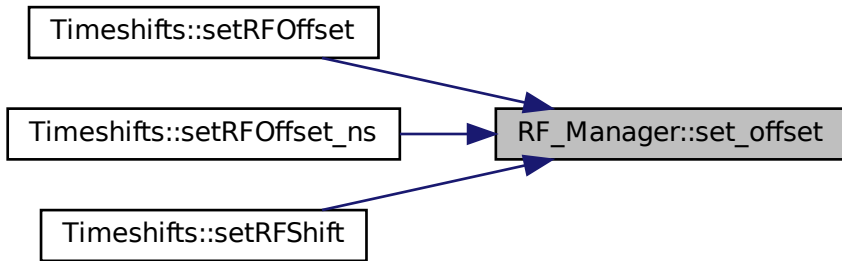 Timeshifts::setRFOffset
Timeshifts::setRFOffset_ns
RF_Manager::set_offset
Timeshifts::setRFShift